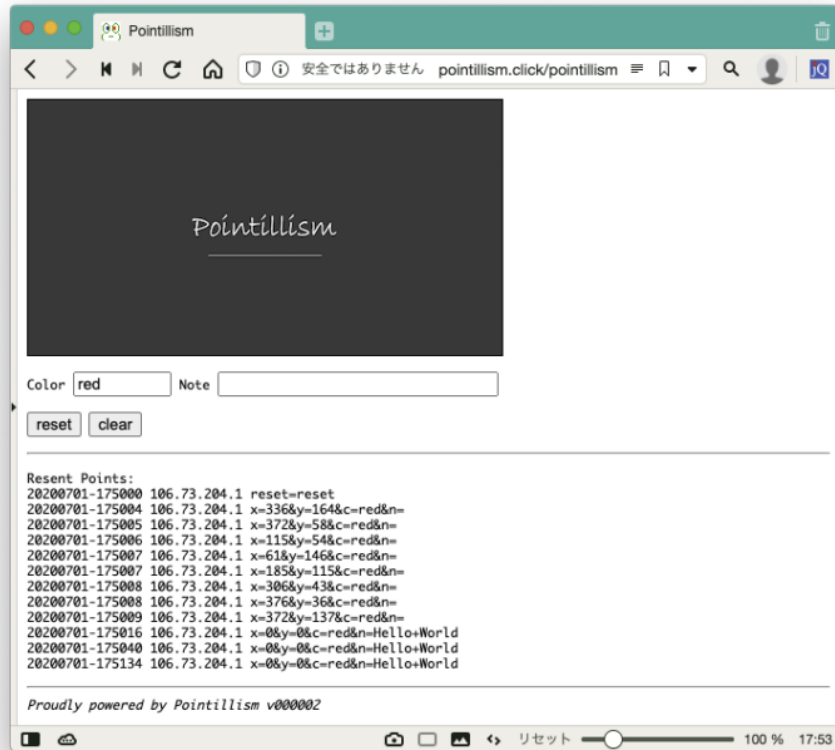 Pointillism
安全ではありません pointillism.click/pointillism
jQ
Pointillism
Color red Note
reset clear
Resent Points:
20200701-175000 106.73.204.1 reset=reset
20200701-175004 106.73.204.1 x=336&y=164&c=red&n=
20200701-175005 106.73.204.1 x=372&y=58&c=red&n=
20200701-175006 106.73.204.1 x=115&y=54&c=red&n=
20200701-175007 106.73.204.1 x=61&y=146&c=red&n=
20200701-175007 106.73.204.1 x=185&y=115&c=red&n=
20200701-175008 106.73.204.1 x=306&y=43&c=red&n=
20200701-175008 106.73.204.1 x=376&y=36&c=red&n=
20200701-175009 106.73.204.1 x=372&y=137&c=red&n=
20200701-175016 106.73.204.1 x=0&y=0&c=red&n=Hello+World
20200701-175040 106.73.204.1 x=0&y=0&c=red&n=Hello+World
20200701-175134 106.73.204.1 x=0&y=0&c=red&n=Hello+World
Proudly powered by Pointillism v000002
リセット 100 % 17:53